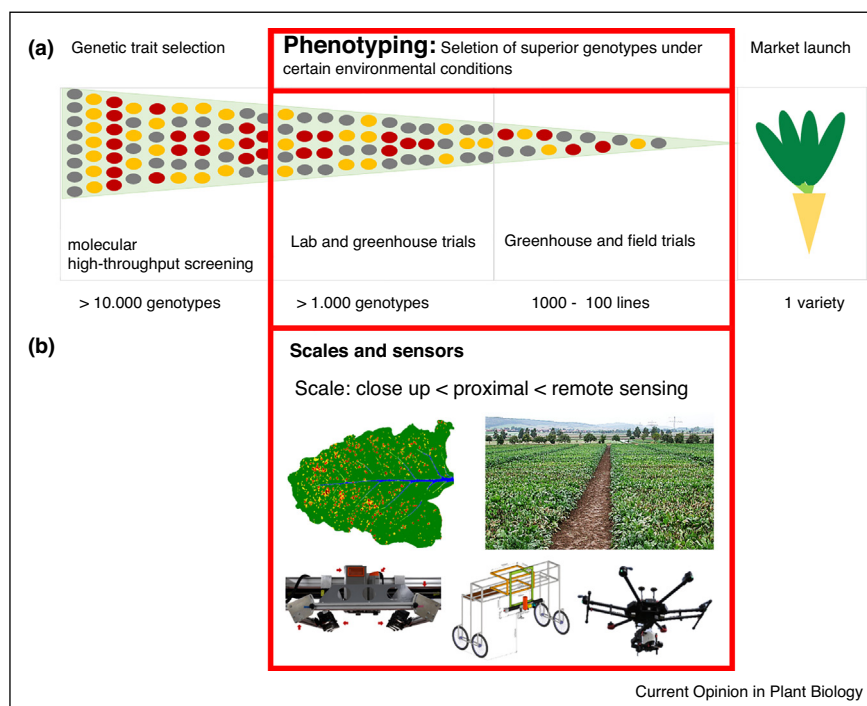 (a)
Genetic trait selection
Phenotyping: Seletion of superior genotypes under
certain environmental conditions
Market launch
molecular
high-throughput screening
Lab and greenhouse trials
Greenhouse and field trials
> 10.000 genotypes
> 1.000 genotypes
1000 - 100 lines
1 variety
(b)
Scales and sensors
Scale: close up < proximal < remote sensing
Current Opinion in Plant Biology